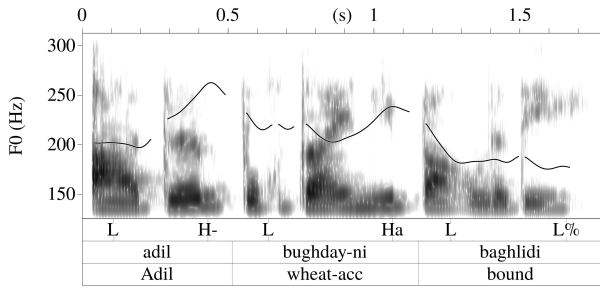 0 0.5 (s) 1 1.5
300
250
F0 (Hz)
200
150
L H- L Ha L L%
adil bughday-ni baghlidi
Adil wheat-acc bound